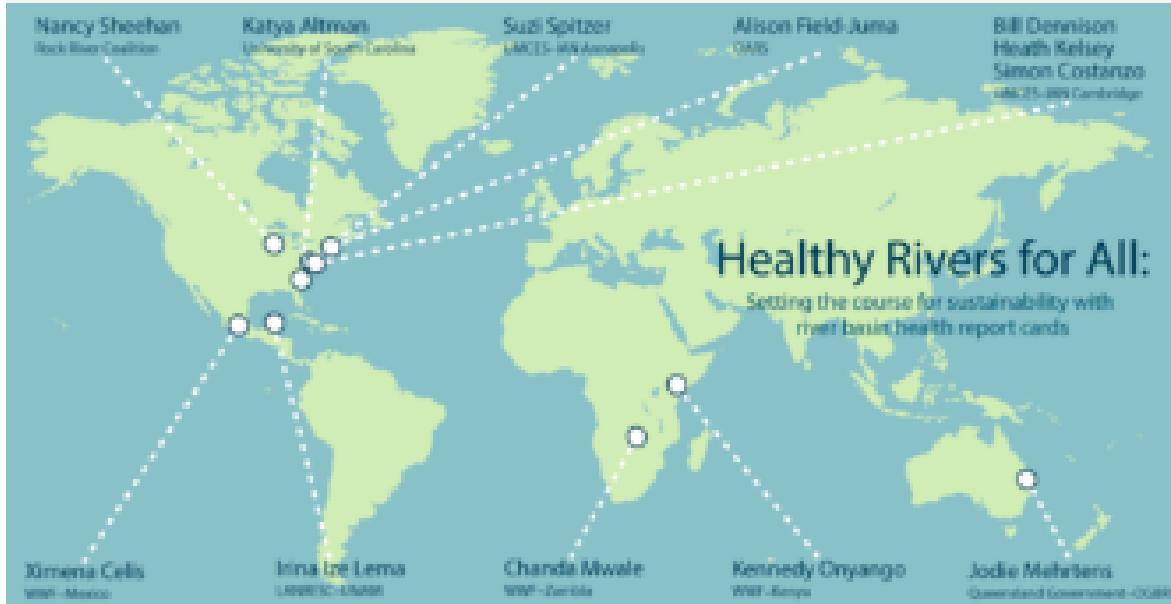 Nancy Sheehan
Rock River Coalition
Katya Altman
University of South Carolina
Suzi Spitzer
UMCES-IAN Annapolis
Alison Field-Juma
OARS
Bill Dennison
Heath Kelsey
Simon Costanzo
UMCES-IAN Cambridge
Healthy Rivers for All:
Setting the course for sustainability with
river basin health report cards
Ximena Celis
WWF-Mexico
Irina Ize Lema
Chanda Mwale
WWF-Zambia
Kennedy Onyango
WWF-Kenya
Jodie Mehrtens
Queensland Government